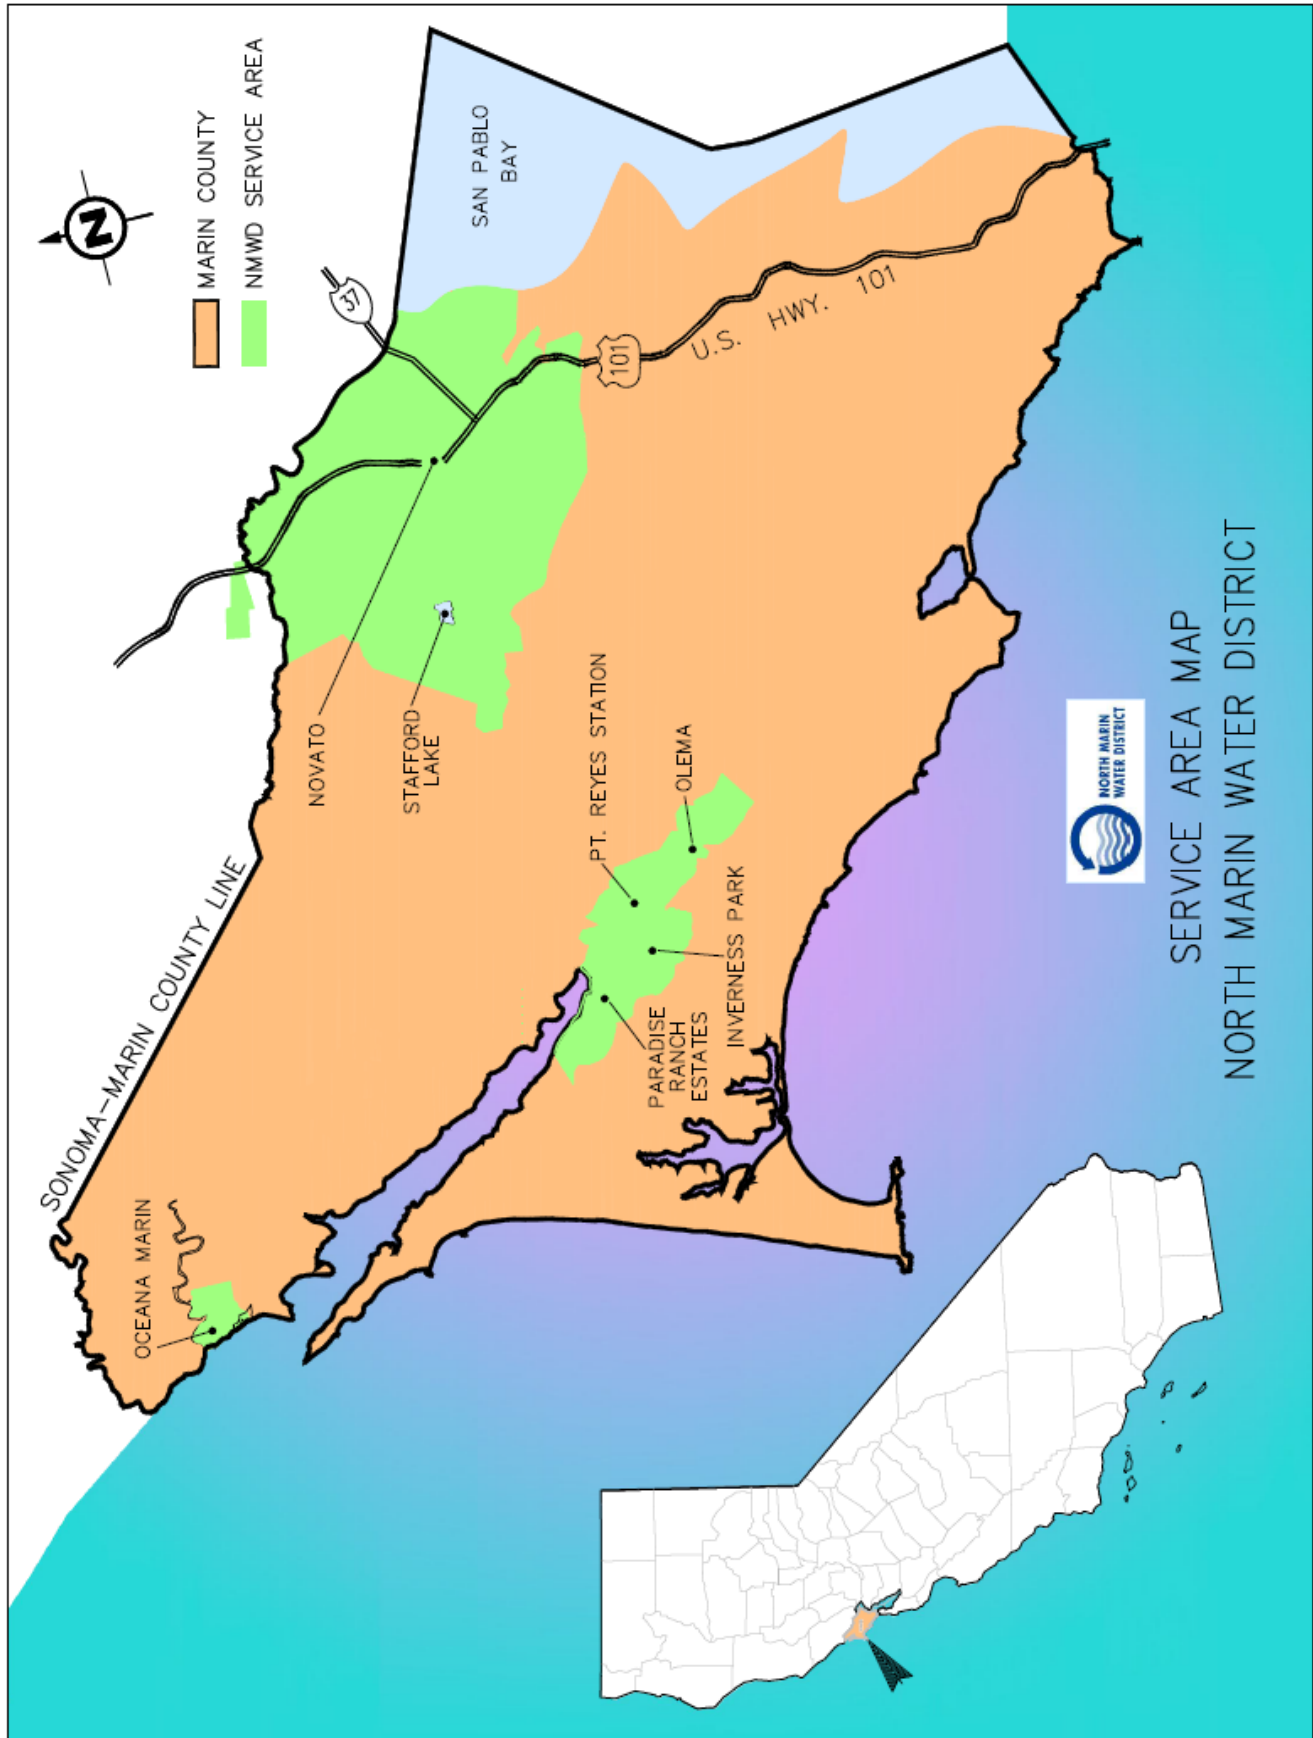 MARIN COUNTY
NMWD SERVICE AREA
N
SONOMA-MARIN COUNTY LINE
OCEANA MARIN
NOVATO
STAFFORD
LAKE
PT. REYES STATION
OLEMA
INVERNESS PARK
PARADISE
RANCH
ESTATES
SAN PABLO
BAY
37
101
U.S. HWY. 101
NORTH MARIN
WATER DISTRICT
SERVICE AREA MAP
NORTH MARIN WATER DISTRICT